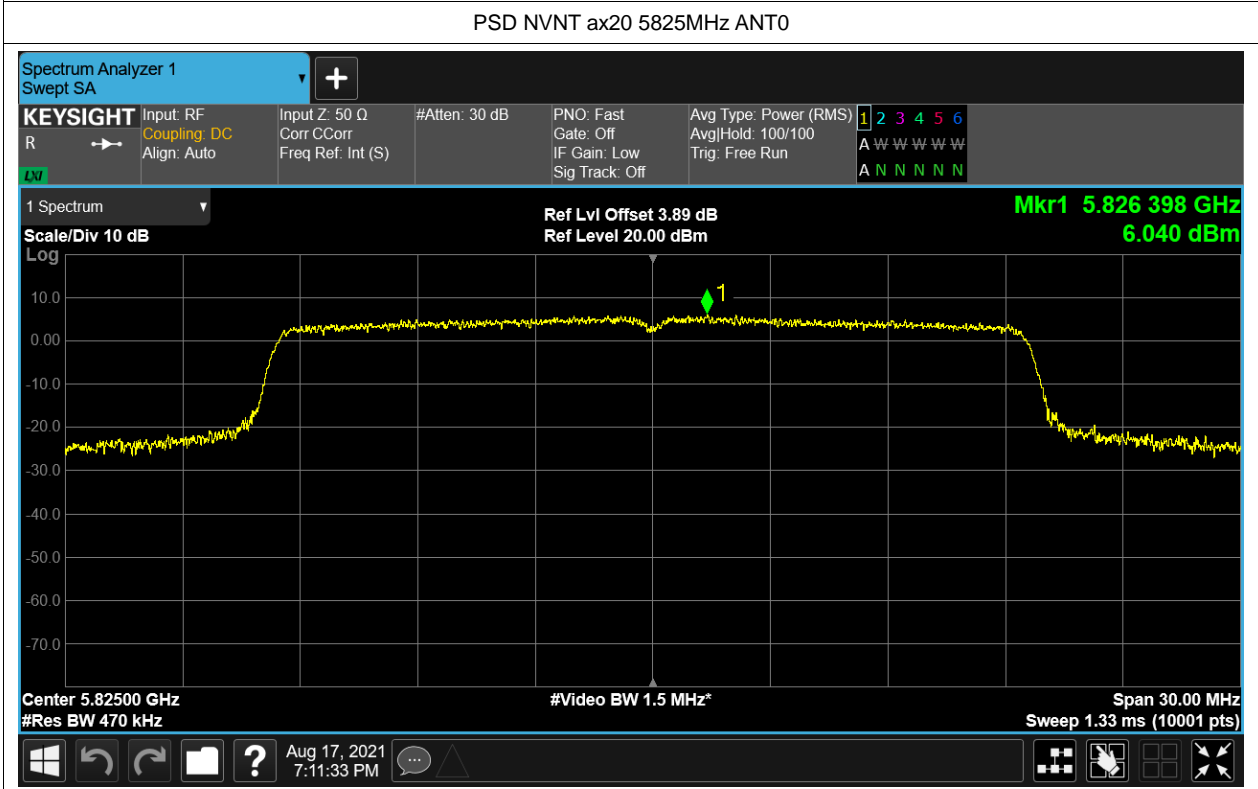 PSD NVNT ax20 5825MHz ANT0
Spectrum Analyzer 1
Swept SA
KEYSIGHT
R
LXI
Input: RF
Coupling: DC
Align: Auto
Input Z: 50 Ω
Corr CCorr
Freq Ref: Int (S)
#Atten: 30 dB
PNO: Fast
Gate: Off
IF Gain: Low
Sig Track: Off
Avg Type: Power (RMS)
Avg|Hold: 100/100
Trig: Free Run
1 2 3 4 5 6
A W W W W W
A N N N N N
1 Spectrum
Scale/Div 10 dB
Log
Ref Lvl Offset 3.89 dB
Ref Level 20.00 dBm
Mkr1 5.826 398 GHz
6.040 dBm
1
10.0
0.00
-10.0
-20.0
-30.0
-40.0
-50.0
-60.0
-70.0
Center 5.82500 GHz
#Res BW 470 kHz
#Video BW 1.5 MHz*
Span 30.00 MHz
Sweep 1.33 ms (10001 pts)
?
Aug 17, 2021
7:11:33 PM